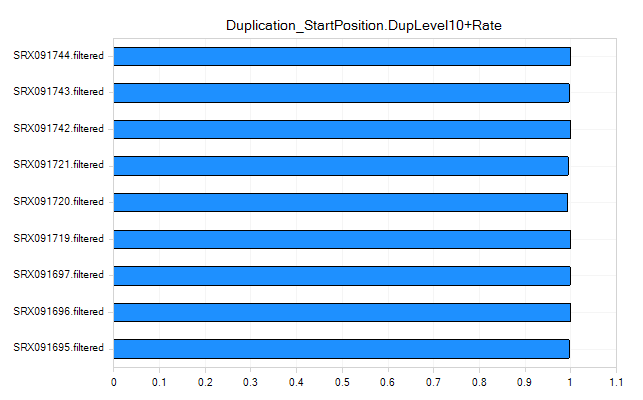 Duplication_StartPosition.DupLevel10+Rate
SRX091744.filtered
SRX091743.filtered
SRX091742.filtered
SRX091721.filtered
SRX091720.filtered
SRX091719.filtered
SRX091697.filtered
SRX091696.filtered
SRX091695.filtered
0 0.1 0.2 0.3 0.4 0.5 0.6 0.7 0.8 0.9 1 1.1